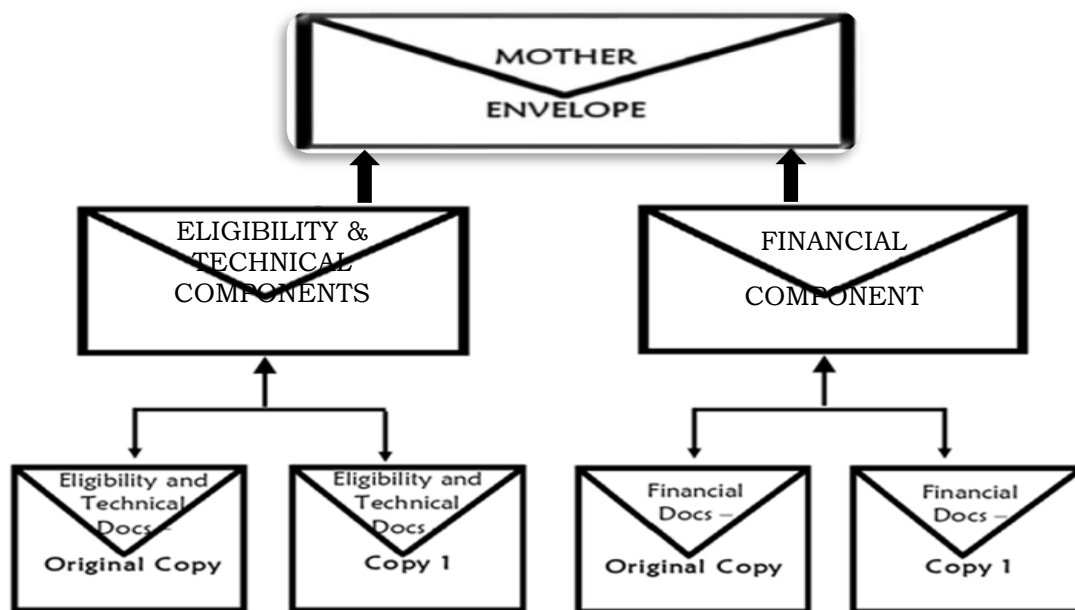 MOTHER
ENVELOPE
ELIGIBILITY &
TECHNICAL
COMPONENTS
FINANCIAL
COMPONENT
Eligibility and
Technical
Docs –
Original Copy
Eligibility and
Technical
Docs –
Copy 1
Financial
Docs –
Original Copy
Financial
Docs –
Copy 1